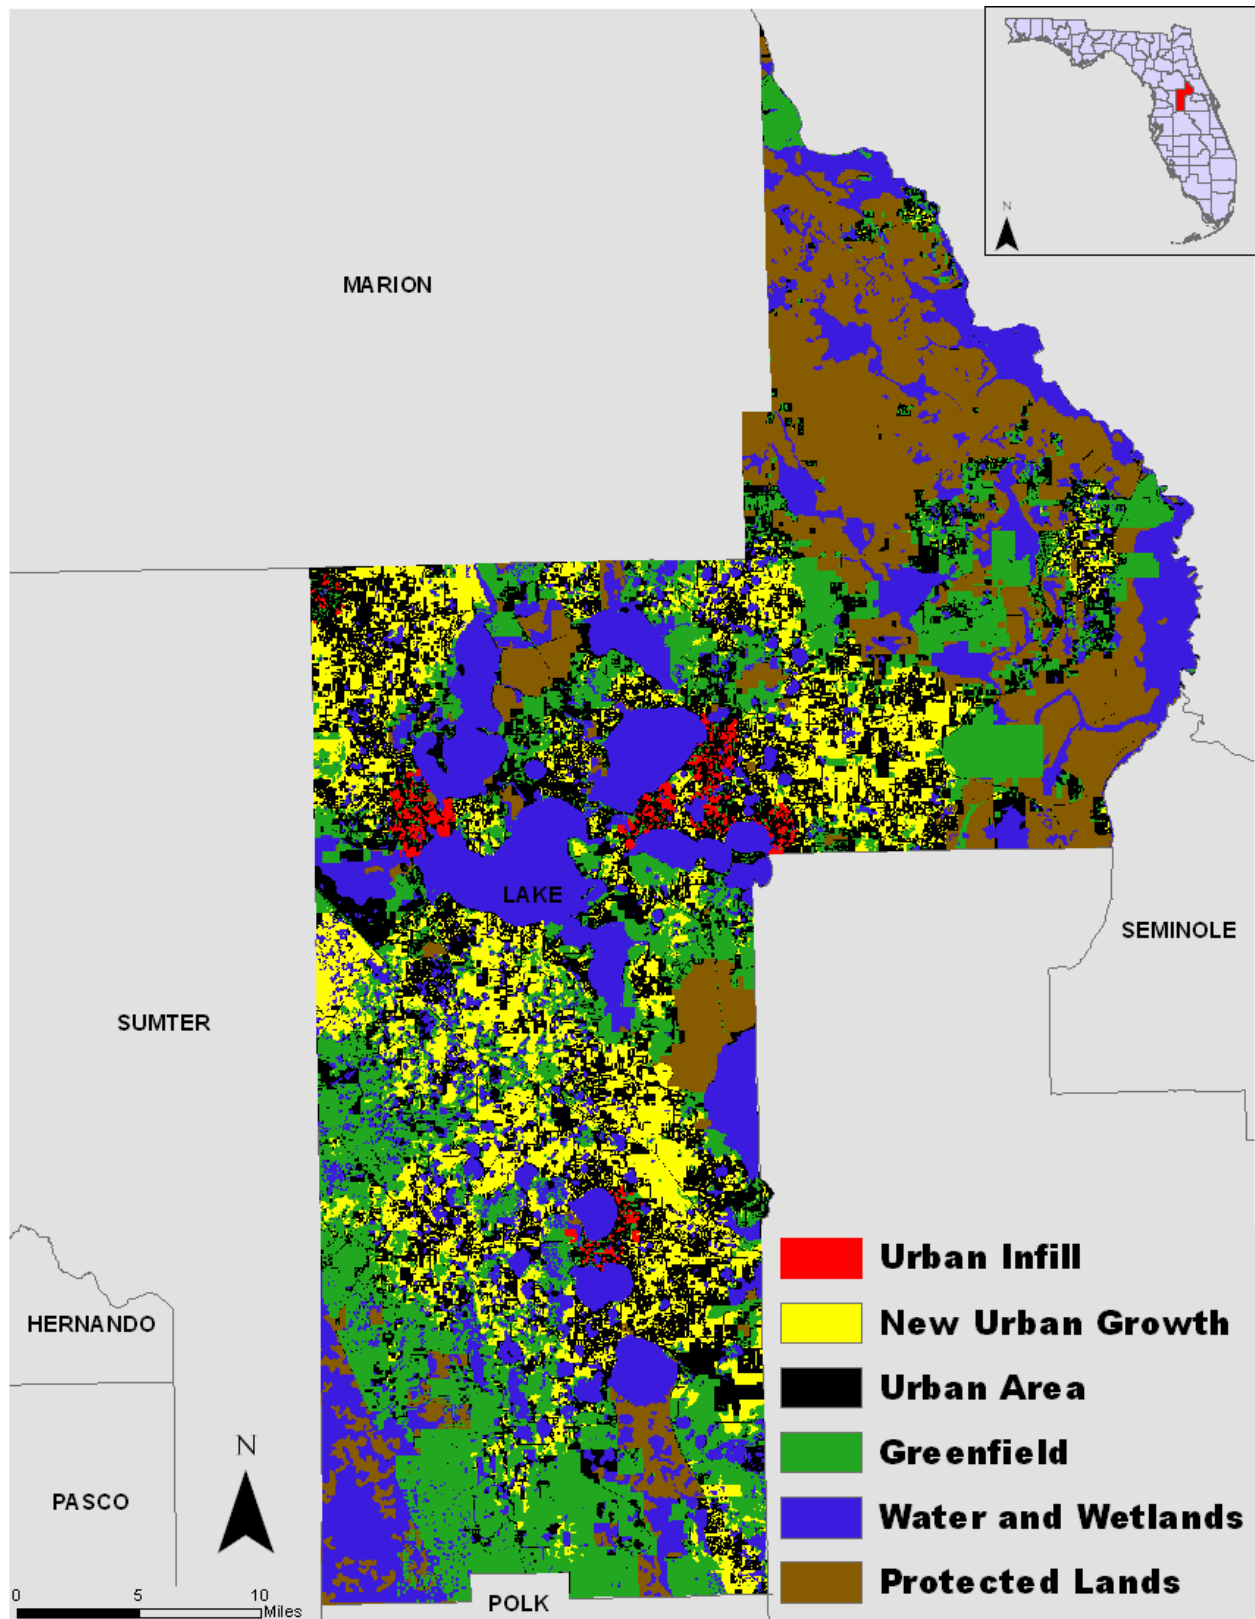 N
MARION
LAKE
SEMINOLE
SUMTER
Urban Infill
HERNANDO
New Urban Growth
Urban Area
N
Greenfield
PASCO
Water and Wetlands
Protected Lands
0 5 10
Miles
POLK